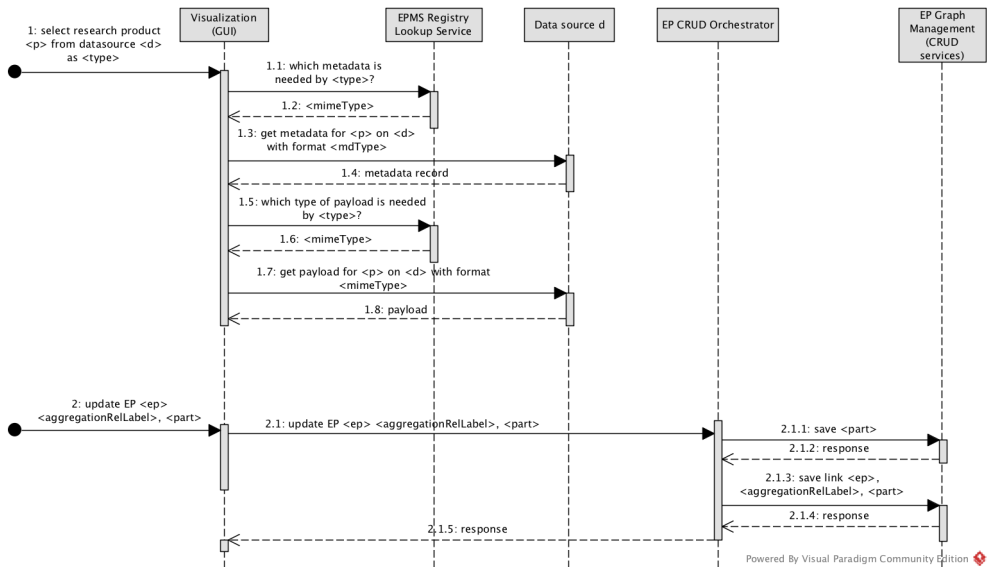 Visualization
(GUI)
EPMS Registry
Lookup Service
Data source d
EP CRUD Orchestrator
EP Graph
Management
(CRUD
services)
1: select research product
<p> from datasource <d>
as <type>
1.1: which metadata is
needed by <type>?
1.2: <mimeType>
1.3: get metadata for <p> on <d>
with format <mdType>
1.4: metadata record
1.5: which type of payload is needed
by <type>?
1.6: <mimeType>
1.7: get payload for <p> on <d> with format
<mimeType>
1.8: payload
2: update EP <ep>
<aggregationRelLabel>, <part>
2.1: update EP <ep> <aggregationRelLabel>, <part>
2.1.1: save <part>
2.1.2: response
2.1.3: save link <ep>,
<aggregationRelLabel>, <part>
2.1.4: response
2.1.5: response
Powered By Visual Paradigm Community Edition